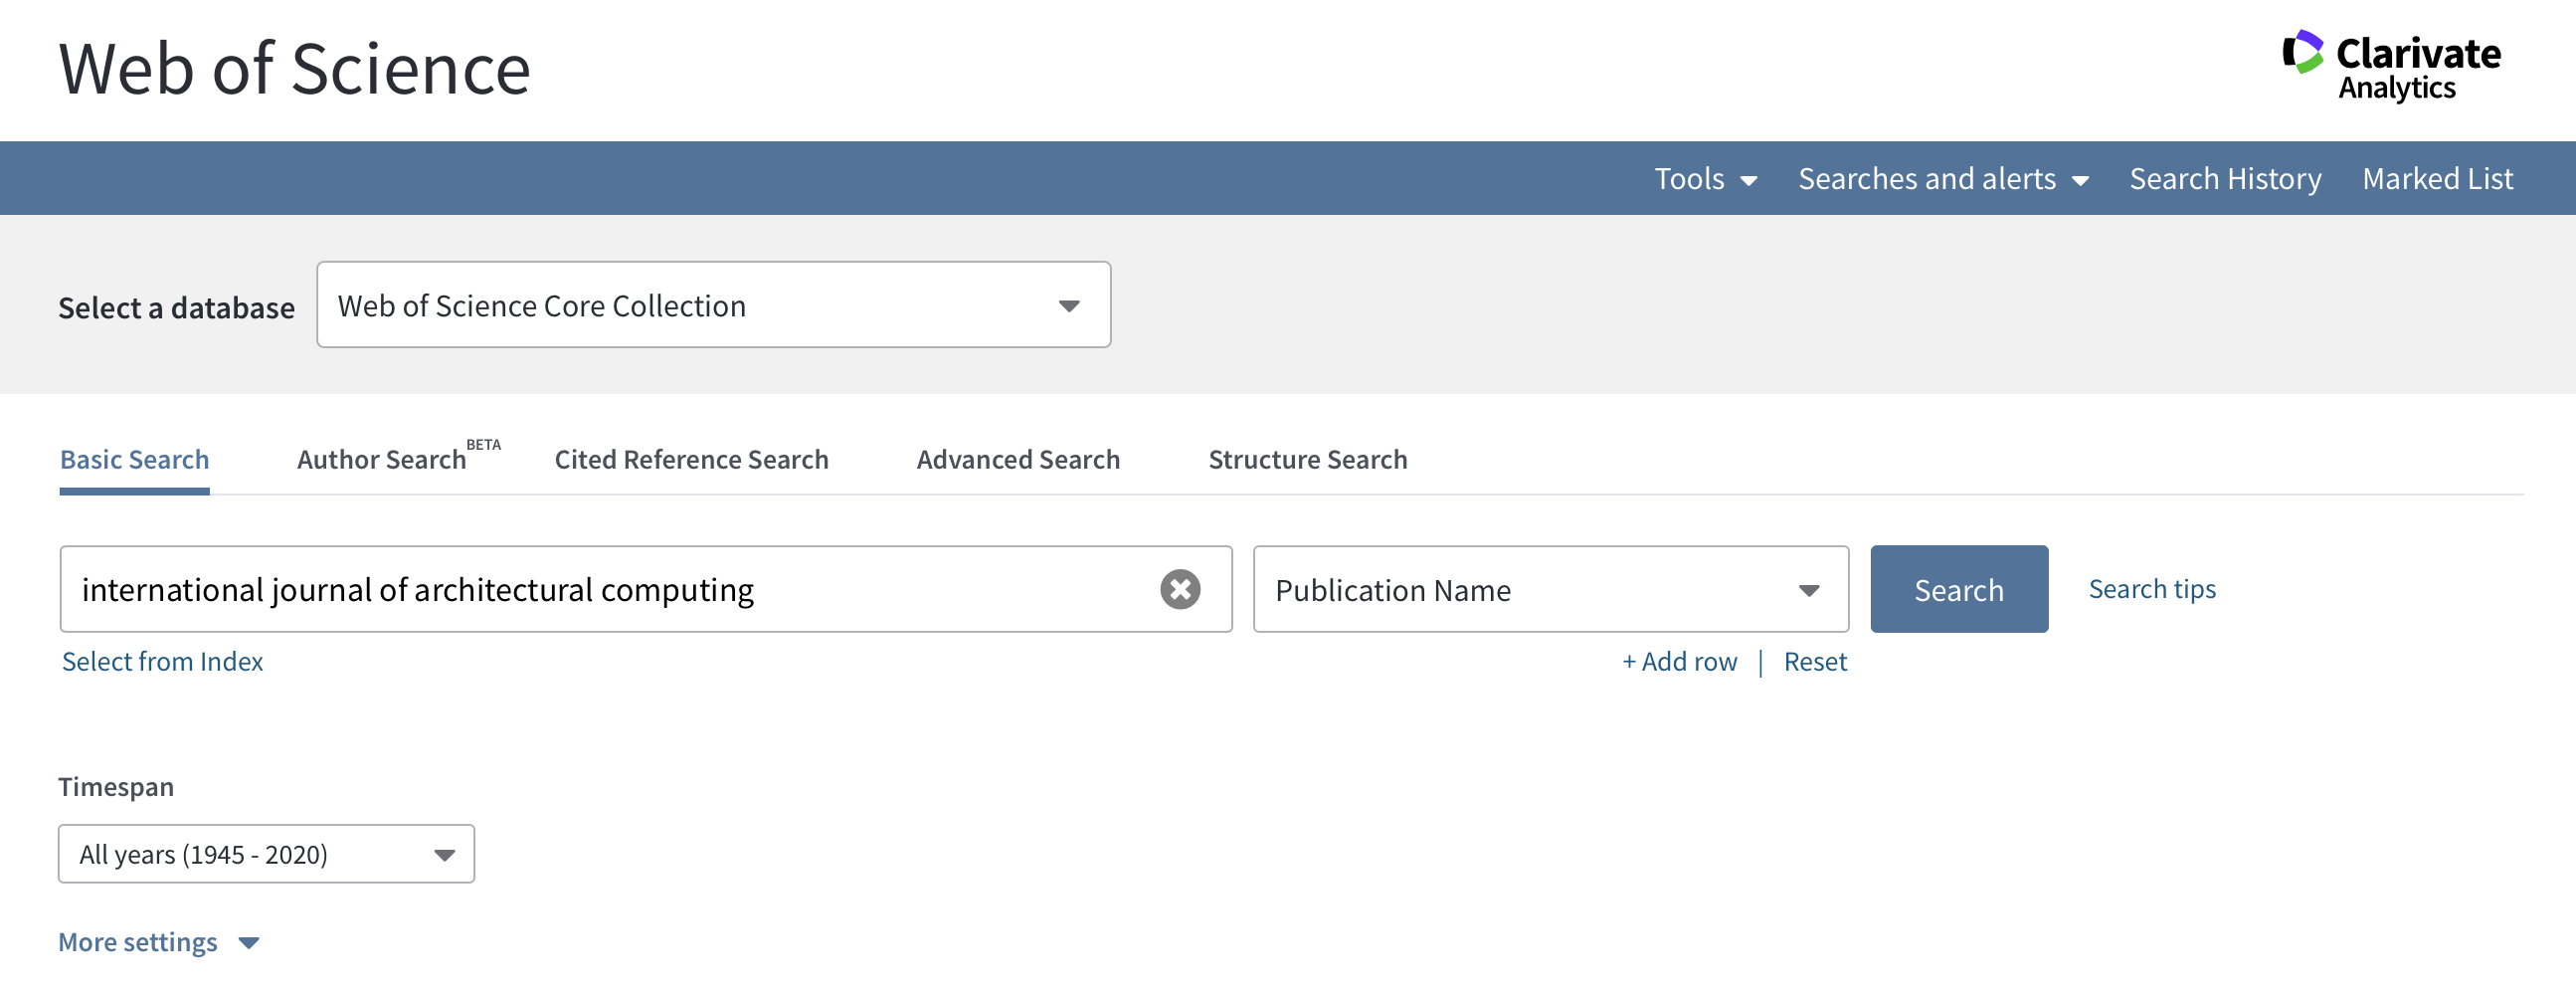 Web of Science
Clarivate
Analytics
Tools Searches and alerts Search History Marked List
Select a database Web of Science Core Collection
Basic Search Author Search BETA Cited Reference Search Advanced Search Structure Search
international journal of architectural computing Publication Name Search Search tips
Select from Index + Add row | Reset
Timespan
All years (1945 - 2020)
More settings